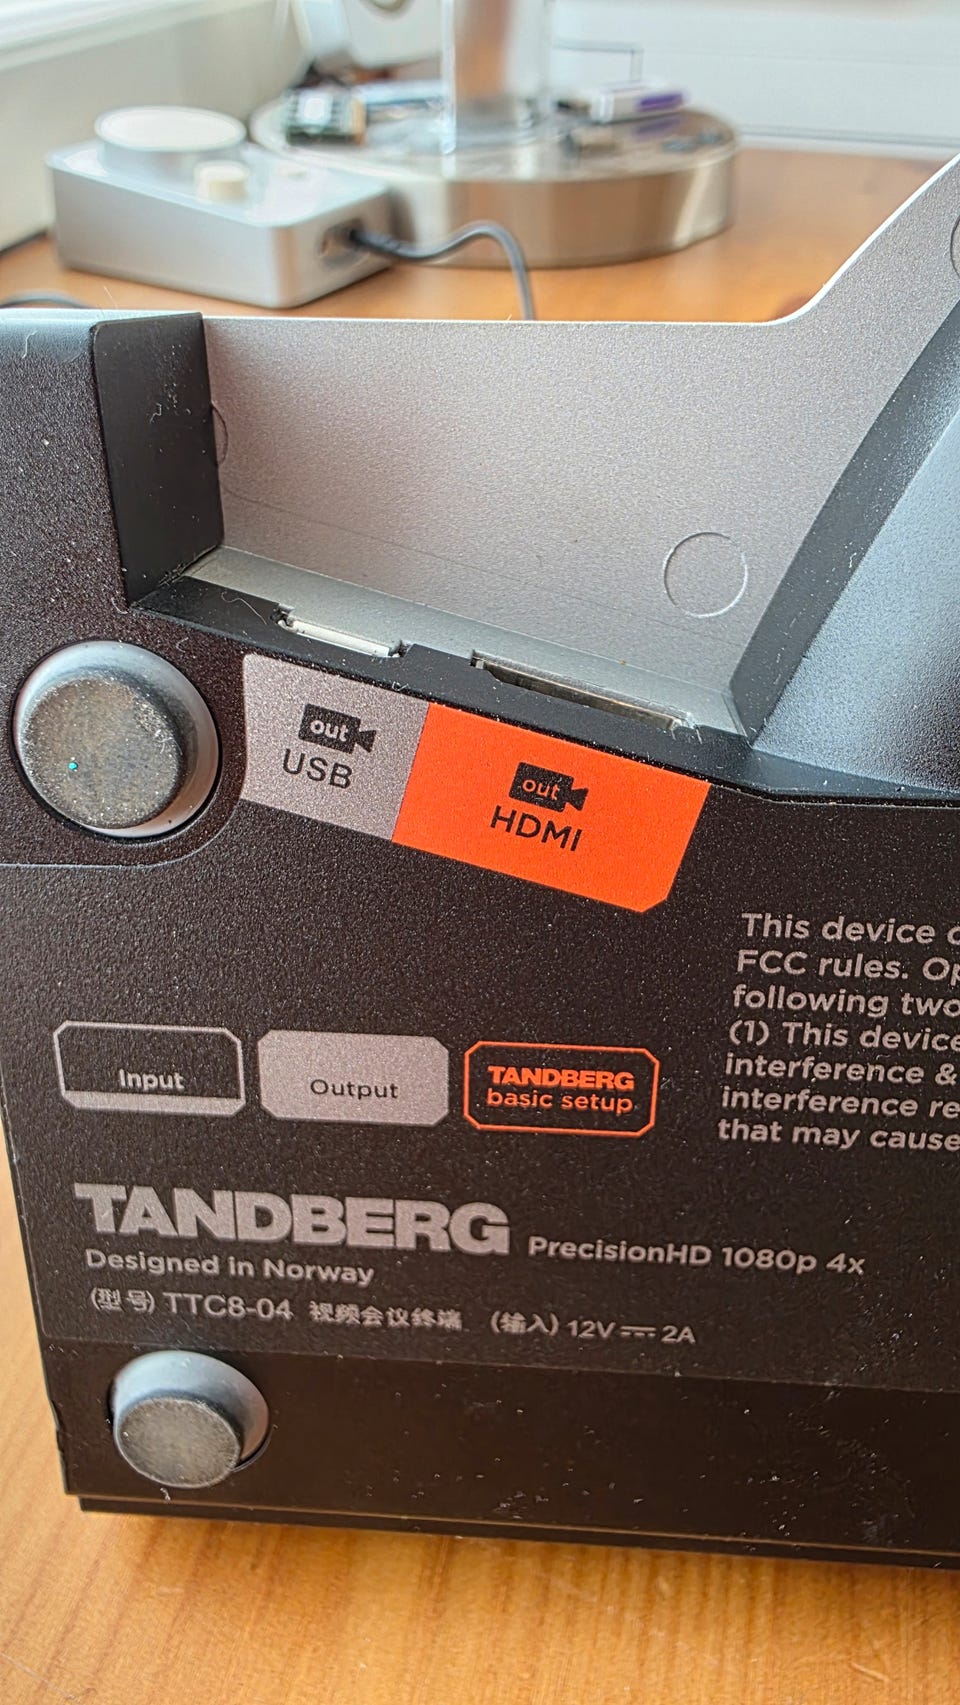 out
USB
out
HDMI
This device
FCC rules. Op
following two
(1) This device
interference &
interference re
that may cause
Input
Output
TANDBERG
basic setup
TANDBERG PrecisionHD 1080p 4x
Designed in Norway
(型号) TTC8-04 视频会议终端 (输入) 12V ⎓ 2A